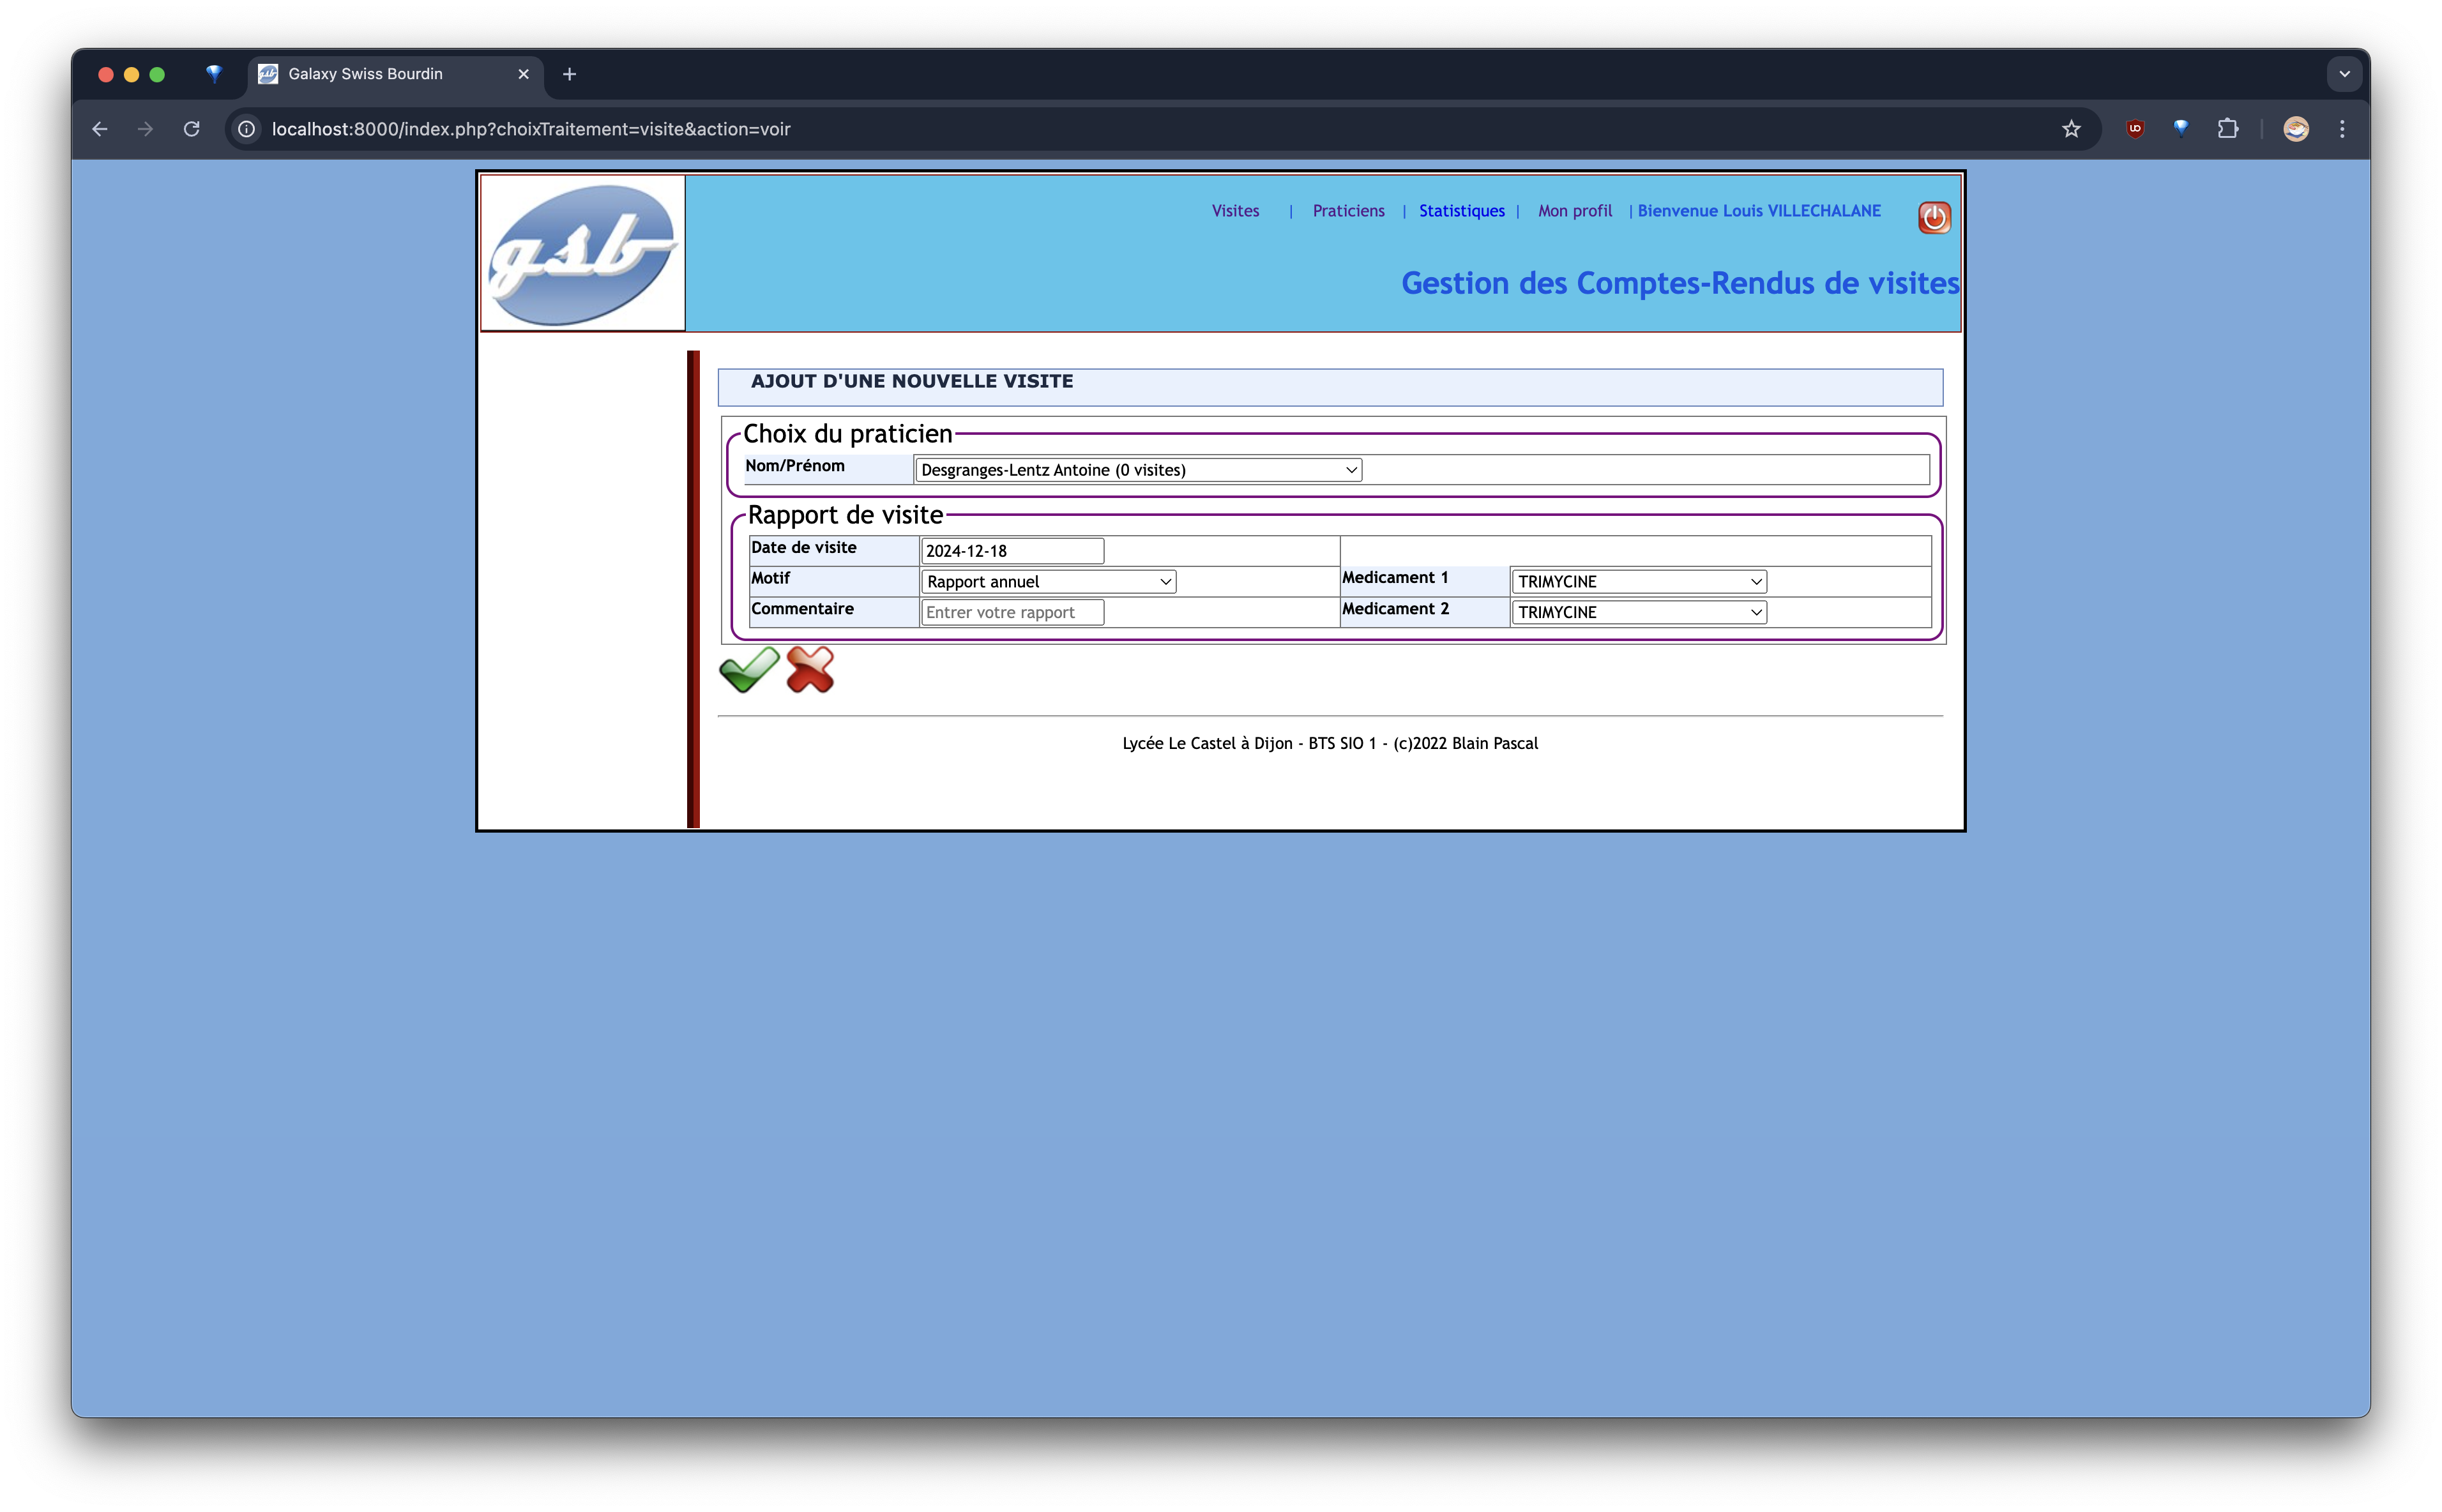 Galaxy Swiss Bourdin
localhost:8000/index.php?choixTraitement=visite&action=voir
gsb
Visites | Praticiens | Statistiques | Mon profil | Bienvenue Louis VILLECHALANE
Gestion des Comptes-Rendus de visites
AJOUT D'UNE NOUVELLE VISITE
Choix du praticien
Nom/Prénom Desgranges-Lentz Antoine (0 visites)
Rapport de visite
Date de visite 2024-12-18
Motif Rapport annuel Medicament 1 TRIMYCINE
Commentaire Entrer votre rapport Medicament 2 TRIMYCINE
Lycée Le Castel à Dijon - BTS SIO 1 - (c)2022 Blain Pascal